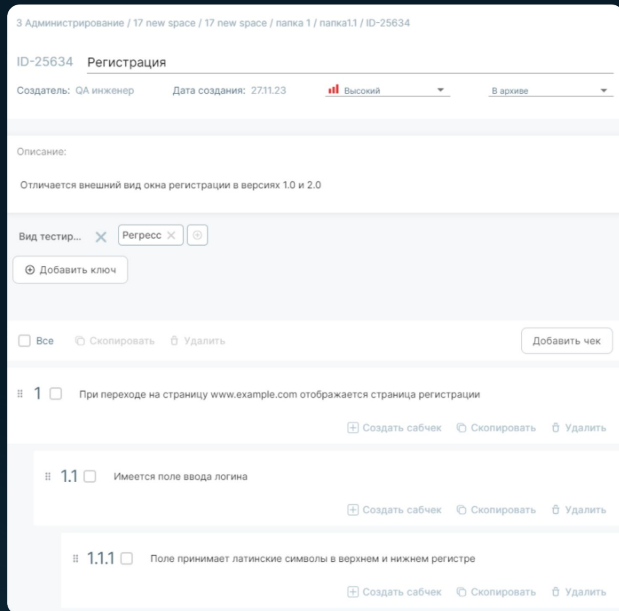 3 Администрирование / 17 new space / 17 new space / папка 1 / папка1.1 / ID-25634
ID-25634 Регистрация
Создатель: QA инженер Дата создания: 27.11.23 Высокий В архиве
Описание:
Отличается внешний вид окна регистрации в версиях 1.0 и 2.0
Вид тестир... Регресс
Добавить ключ
Все Скопировать Удалить Добавить чек
1 При переходе на страницу www.example.com отображается страница регистрации
Создать сабчек Скопировать Удалить
1.1 Имеется поле ввода логина
Создать сабчек Скопировать Удалить
1.1.1 Поле принимает латинские символы в верхнем и нижнем регистре
Создать сабчек Скопировать Удалить